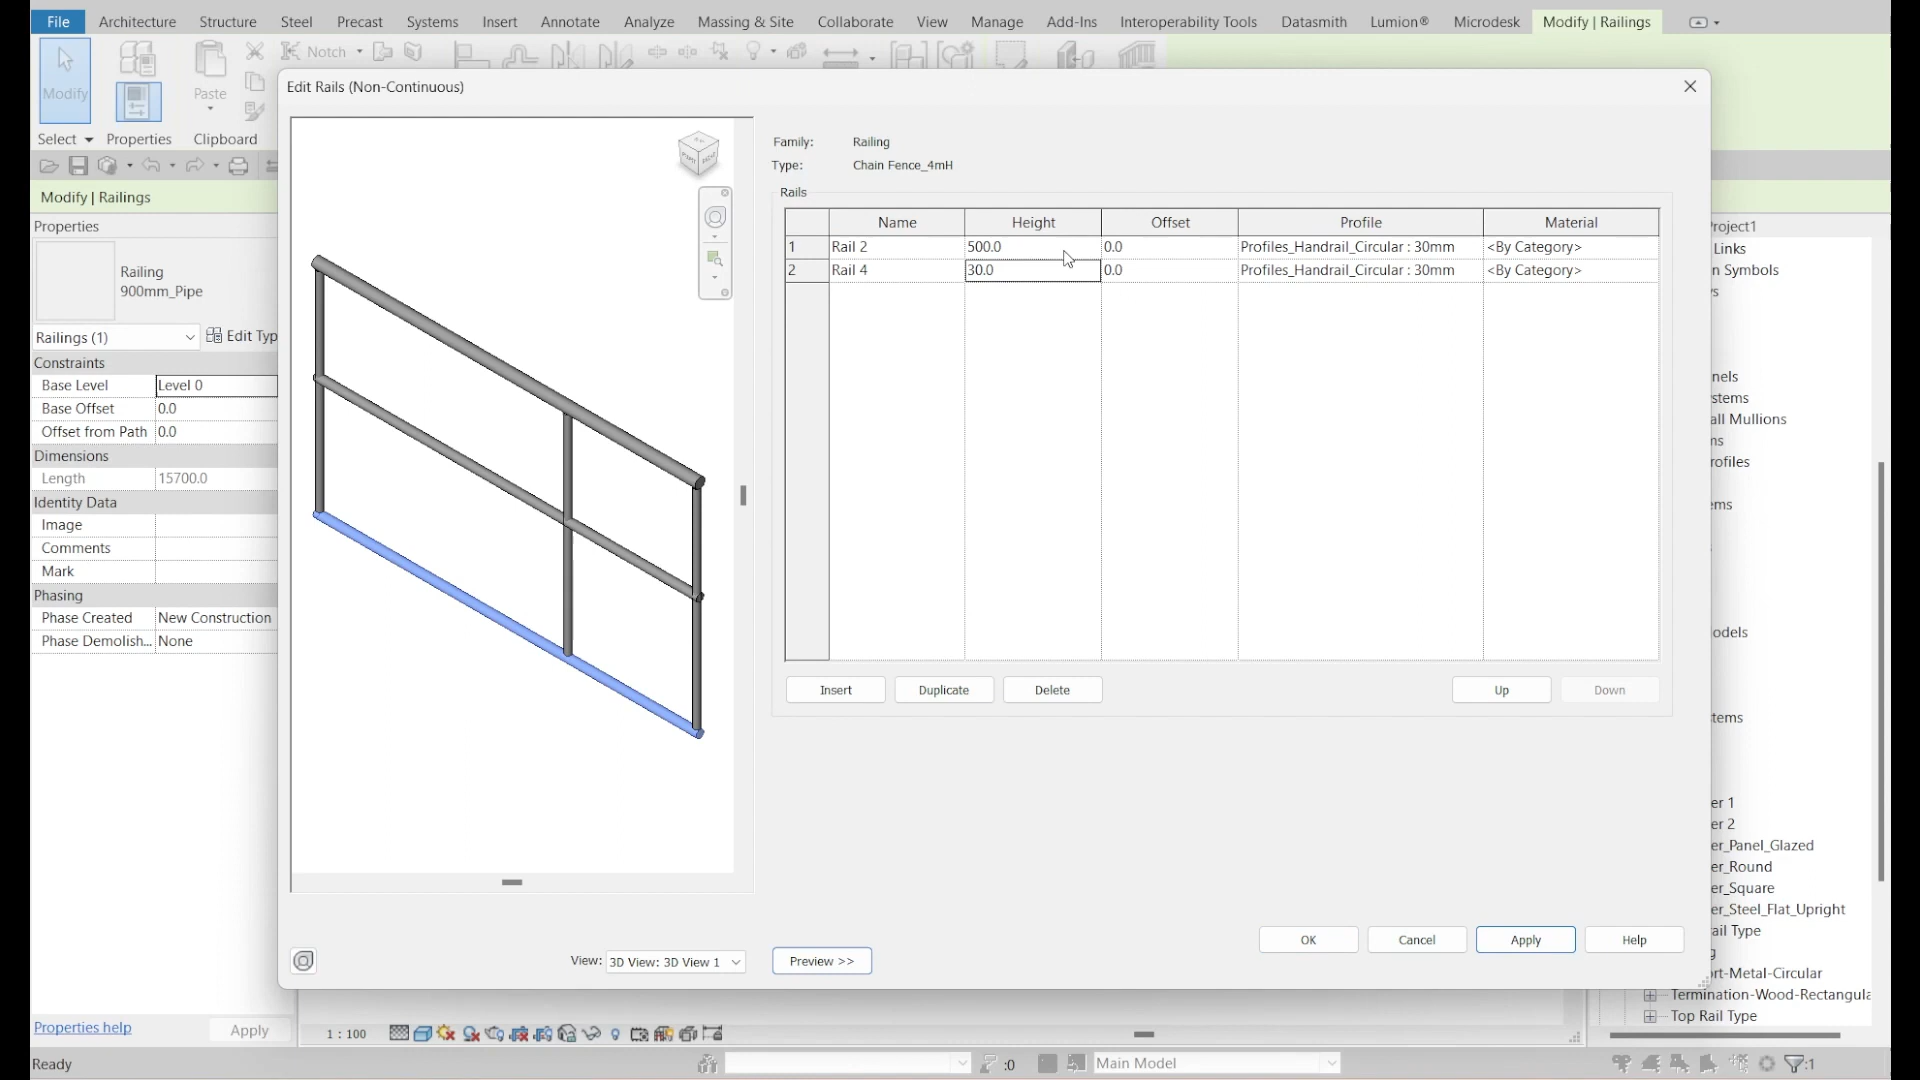 File Architecture Structure Steel Precast Systems Insert Annotate Analyze Massing & Site Collaborate View Manage Add-Ins Interoperability Tools Datasmith Lumion® Microdesk Modify | Railings
Notch
Modify
Paste
Select Properties Clipboard
Modify | Railings
Properties
Railing
900mm_Pipe
Railings (1) Edit Typ
Constraints
Base Level Level 0
Base Offset 0.0
Offset from Path 0.0
Dimensions
Length 15700.0
Identity Data
Image
Comments
Mark
Phasing
Phase Created New Construction
Phase Demolish... None
Properties help Apply
Edit Rails (Non-Continuous)
Family: Railing
Type: Chain Fence_4mH
Rails
Name Height Offset Profile Material
1 Rail 2 500.0 0.0 Profiles_Handrail_Circular : 30mm <By Category>
2 Rail 4 30.0 0.0 Profiles_Handrail_Circular : 30mm <By Category>
Insert Duplicate Delete Up Down
OK Cancel Apply Help
View: 3D View: 3D View 1 Preview >>
roject1
Links
n Symbols
nels
stems
all Mullions
rofiles
odels
er 1
er 2
er_Panel_Glazed
er_Round
er_Square
er_Steel_Flat_Upright
ail Type
ort-Metal-Circular
Termination-Wood-Rectangula
Top Rail Type
1 : 100
Ready :0 Main Model :1